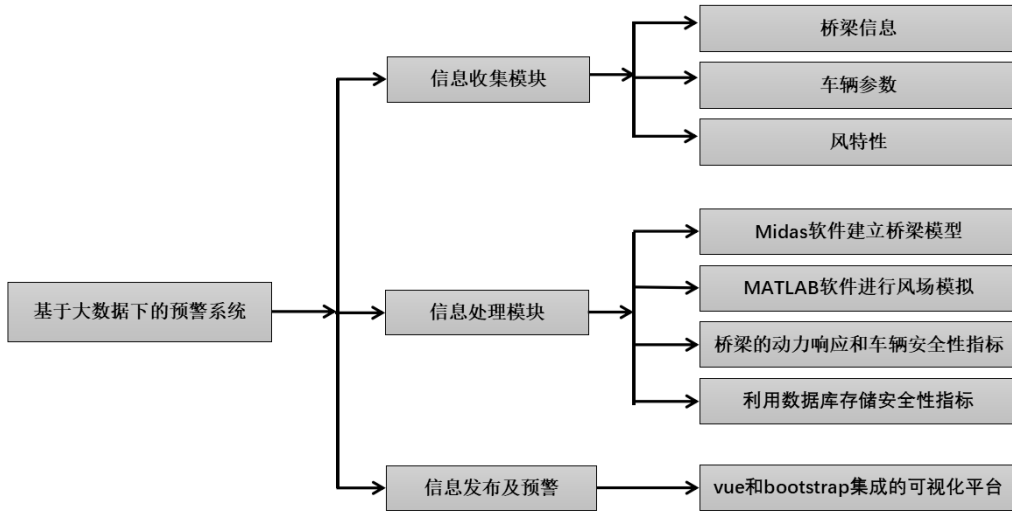 基于大数据下的预警系统
信息收集模块
桥梁信息
车辆参数
风特性
信息处理模块
Midas软件建立桥梁模型
MATLAB软件进行风场模拟
桥梁的动力响应和车辆安全性指标
利用数据库存储安全性指标
信息发布及预警
vue和bootstrap集成的可视化平台